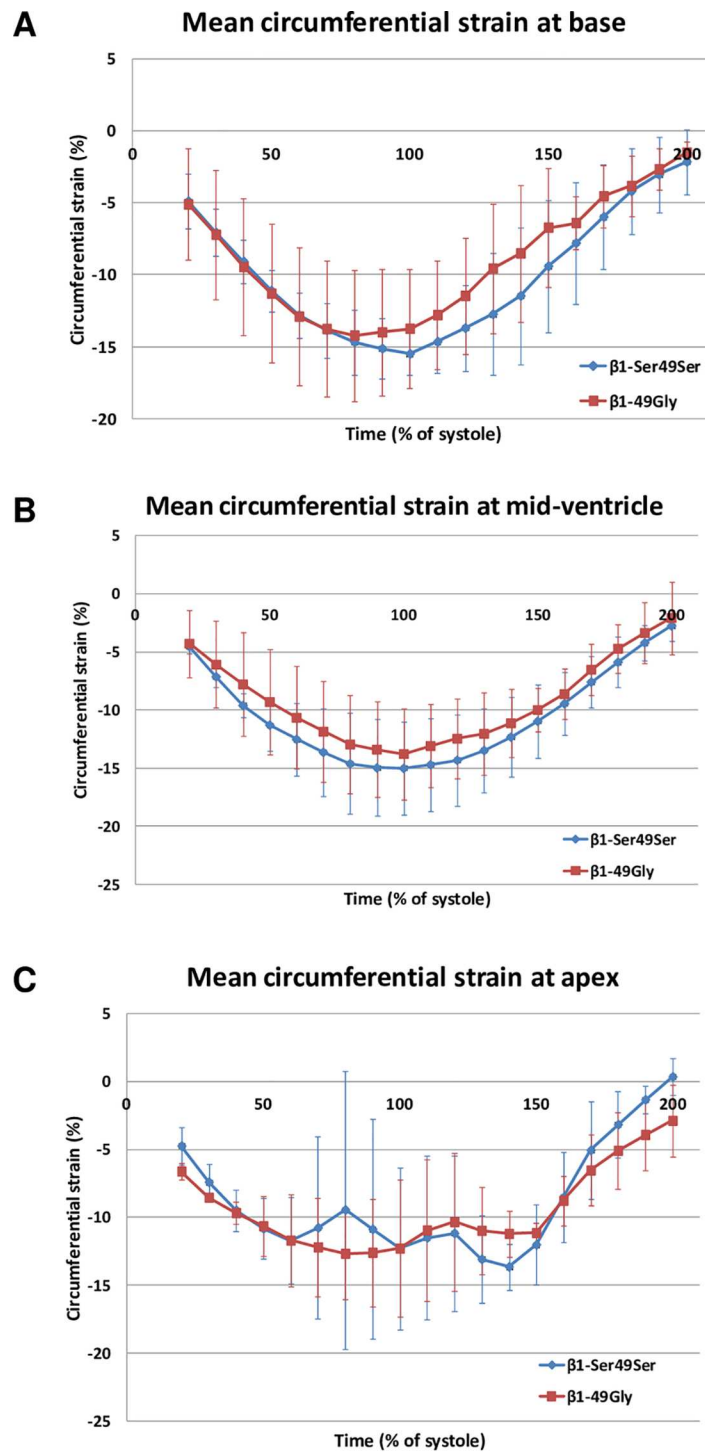 A
Mean circumferential strain at base
5
0
-5
-10
-15
-20
0 50 100 150 200
Circumferential strain (%)
Time (% of systole)
β1-Ser49Ser
β1-49Gly
B
Mean circumferential strain at mid-ventricle
5
0
-5
-10
-15
-20
-25
0 50 100 150 200
Circumferential strain (%)
Time (% of systole)
β1-Ser49Ser
β1-49Gly
C
Mean circumferential strain at apex
5
0
-5
-10
-15
-20
-25
0 50 100 150 200
Circumferential strain (%)
Time (% of systole)
β1-Ser49Ser
β1-49Gly